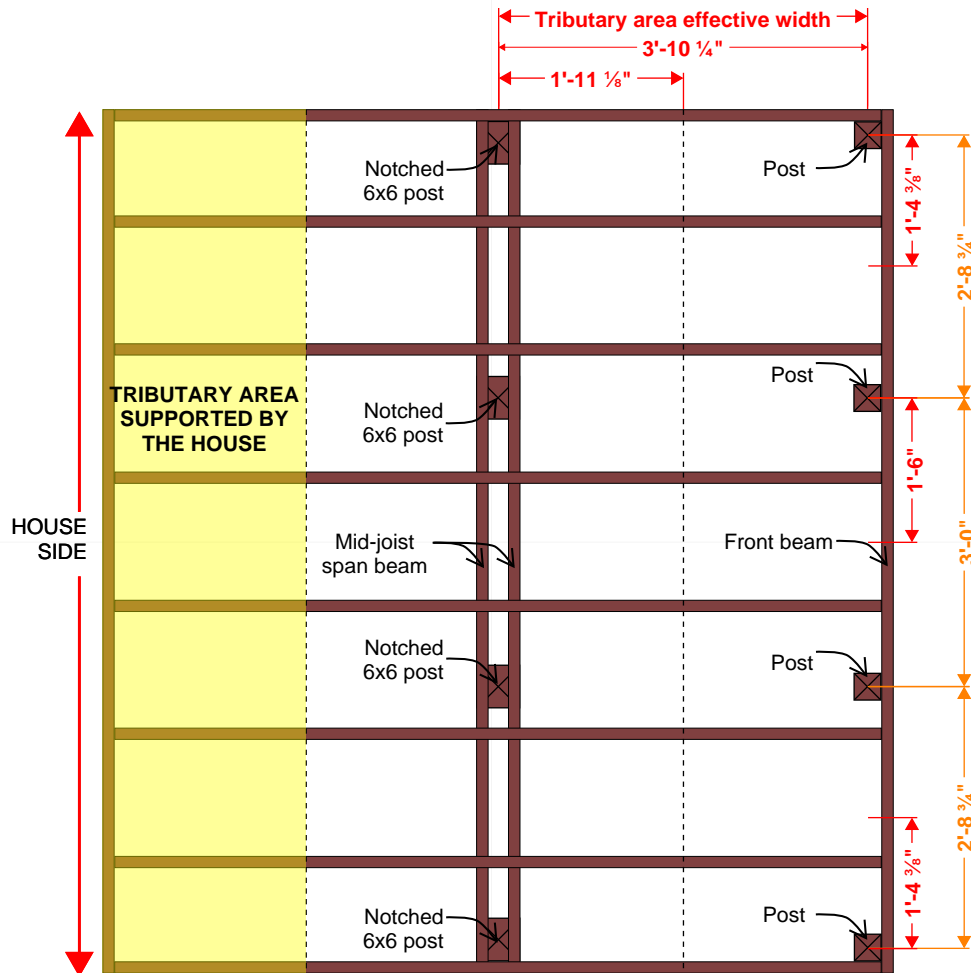 Tributary area effective width
3'-10 ¼"
1'-11 ⅛"
Notched
6x6 post
Post
1'-4 ⅜"
2'-8 ¾"
TRIBUTARY AREA
SUPPORTED BY
THE HOUSE
Notched
6x6 post
Post
1'-6"
HOUSE
SIDE
Mid-joist
span beam
Front beam
3'-0"
Notched
6x6 post
Post
2'-8 ¾"
1'-4 ⅜"
Notched
6x6 post
Post